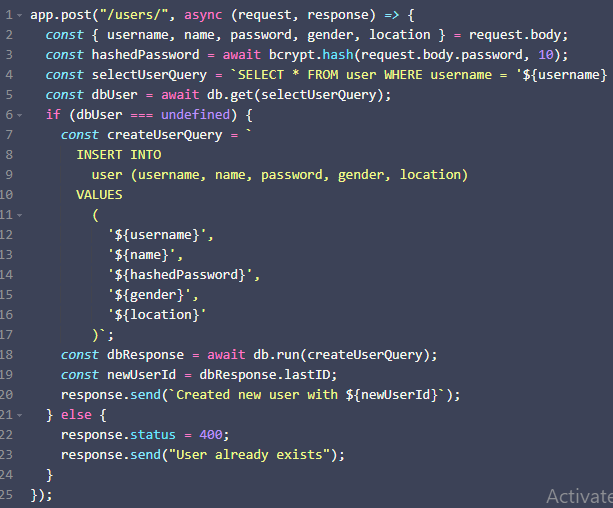 1 app.post("/users/", async (request, response) => {
2 const { username, name, password, gender, location } = request.body;
3 const hashedPassword = await bcrypt.hash(request.body.password, 10);
4 const selectUserQuery = `SELECT * FROM user WHERE username = '${username}
5 const dbUser = await db.get(selectUserQuery);
6 if (dbUser === undefined) {
7 const createUserQuery = `
8 INSERT INTO
9 user (username, name, password, gender, location)
10 VALUES
11 (
12 '${username}',
13 '${name}',
14 '${hashedPassword}',
15 '${gender}',
16 '${location}'
17 )`;
18 const dbResponse = await db.run(createUserQuery);
19 const newUserId = dbResponse.lastID;
20 response.send(`Created new user with ${newUserId}`);
21 } else {
22 response.status = 400;
23 response.send("User already exists");
24 }
25 });
Activate